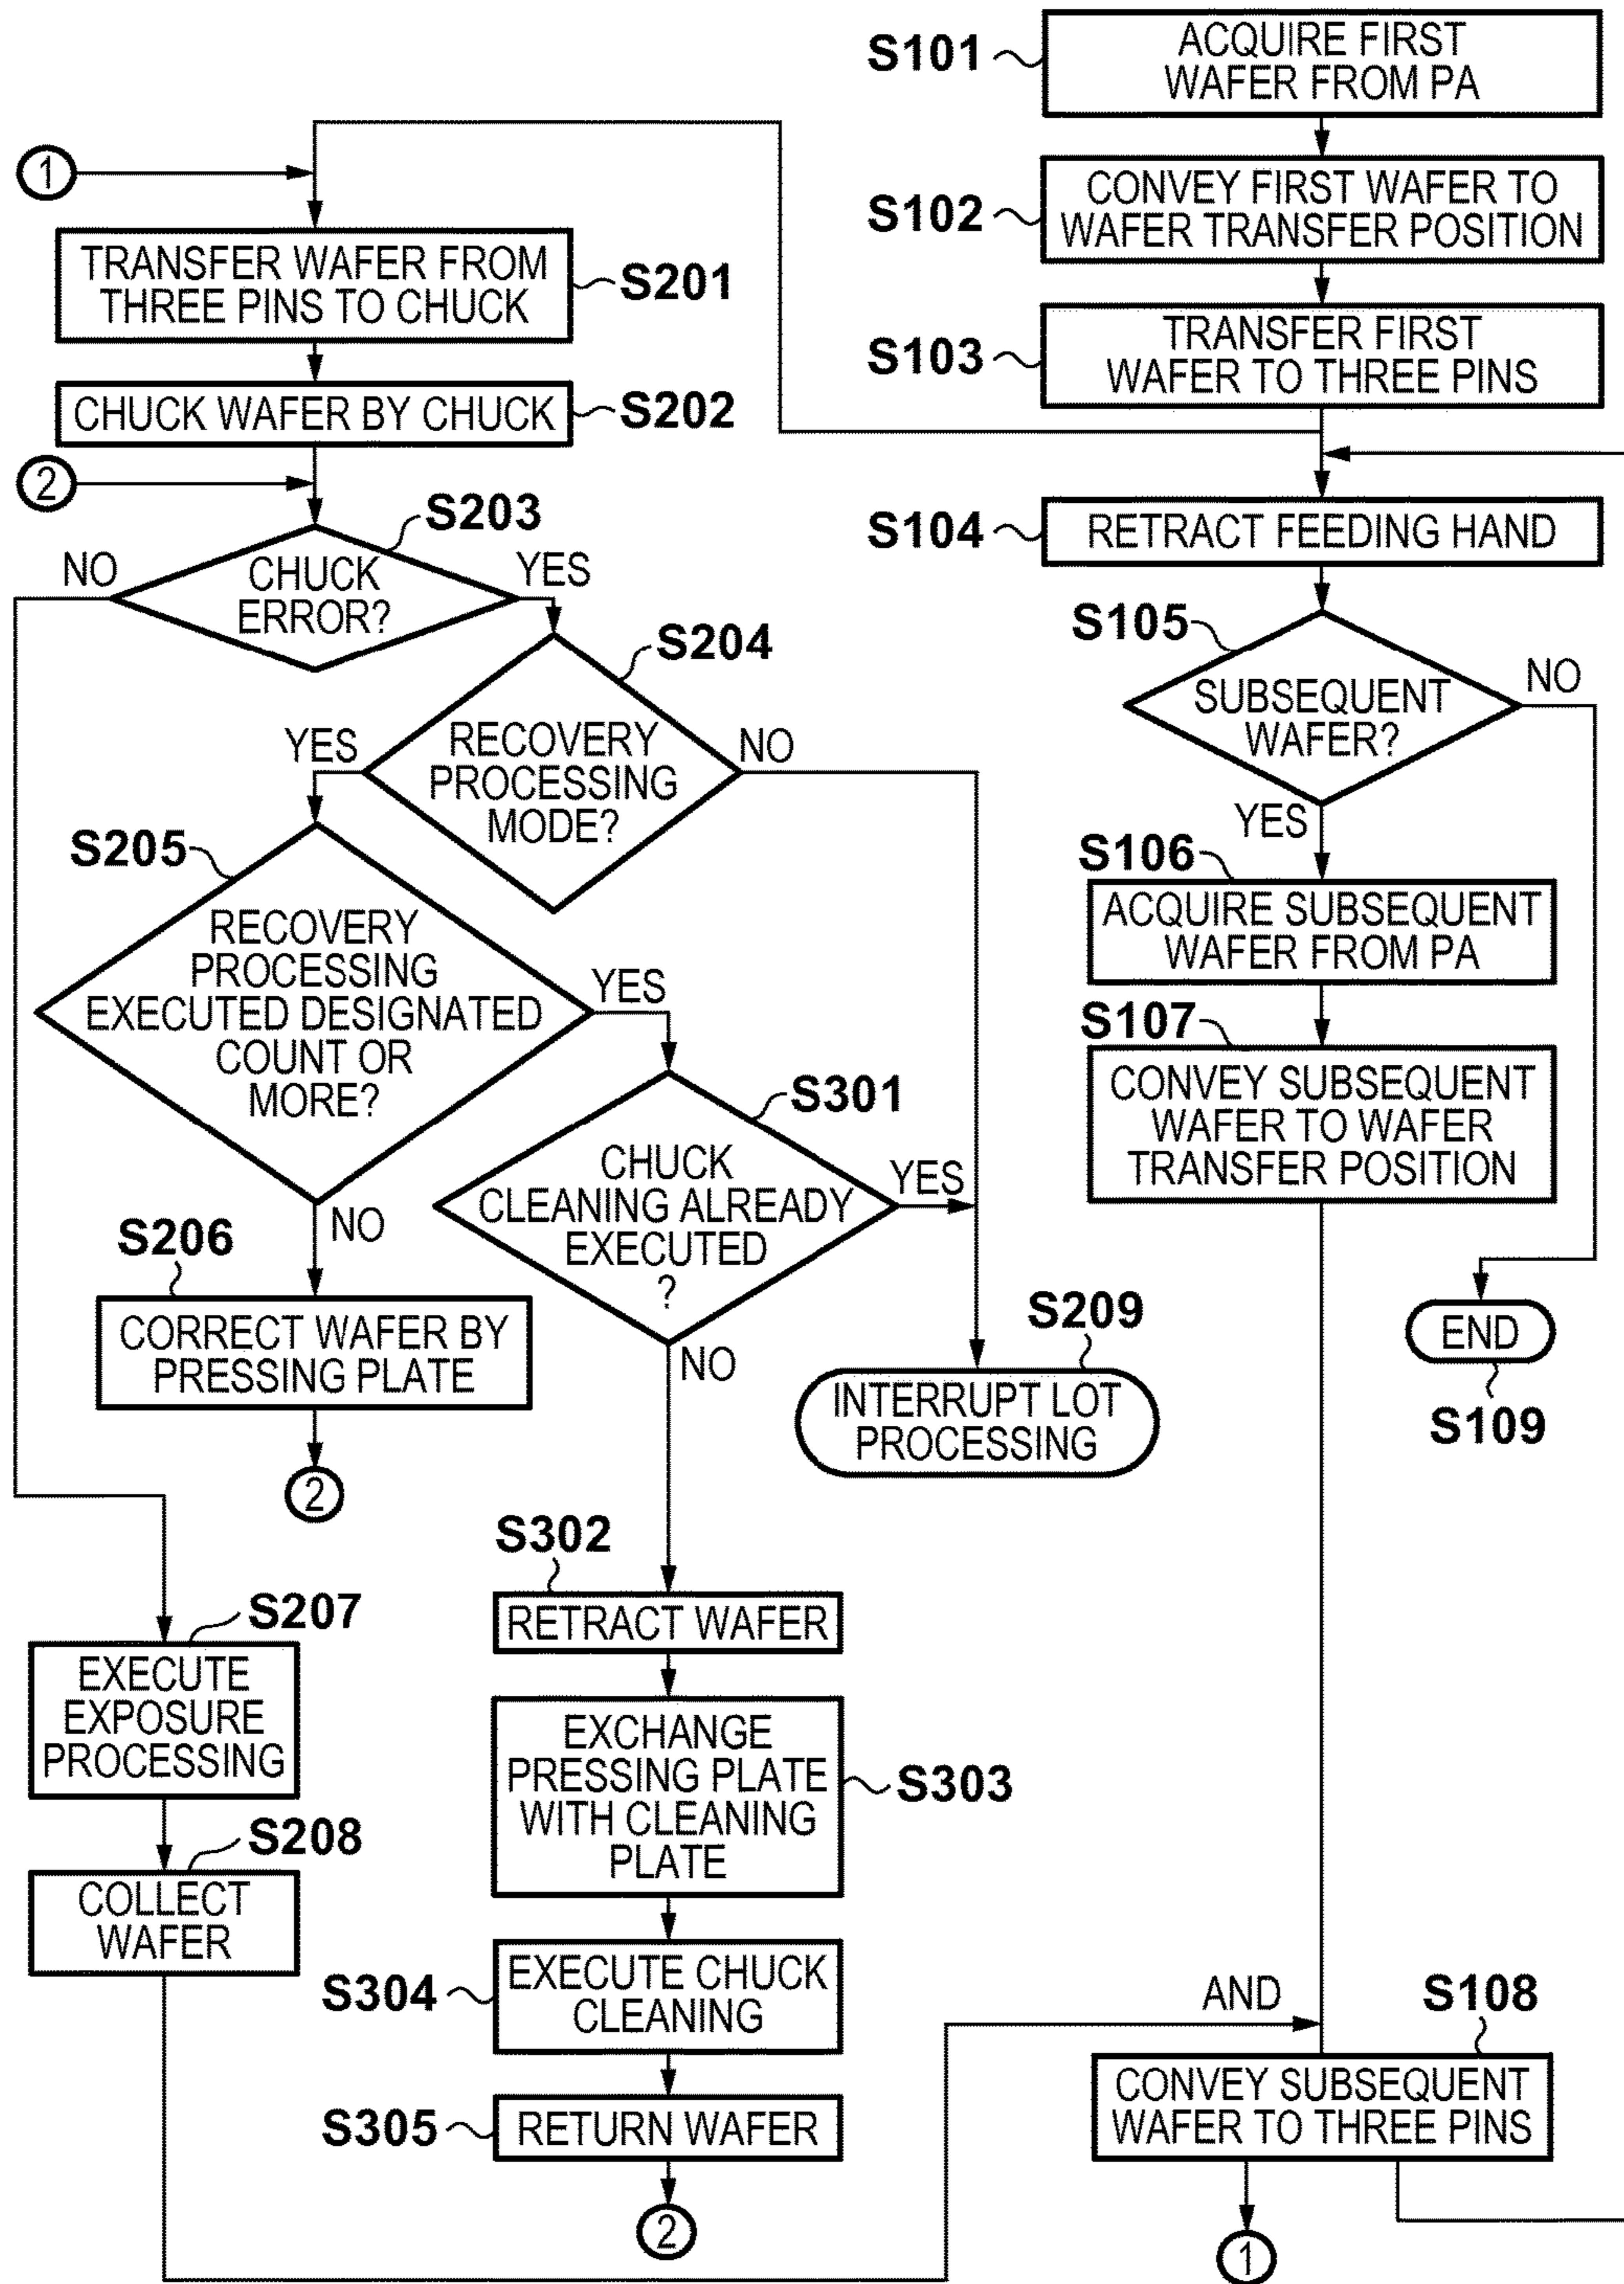 S101
ACQUIRE FIRST
WAFER FROM PA
S102
CONVEY FIRST WAFER TO
WAFER TRANSFER POSITION
S103
TRANSFER FIRST
WAFER TO THREE PINS
S104
RETRACT FEEDING HAND
S105
SUBSEQUENT
WAFER?
NO
YES
S106
ACQUIRE SUBSEQUENT
WAFER FROM PA
S107
CONVEY SUBSEQUENT
WAFER TO WAFER
TRANSFER POSITION
END
S109
AND
S108
CONVEY SUBSEQUENT
WAFER TO THREE PINS
1
1
TRANSFER WAFER FROM
THREE PINS TO CHUCK
S201
CHUCK WAFER BY CHUCK
S202
2
S203
CHUCK
ERROR?
NO
YES
S204
RECOVERY
PROCESSING
MODE?
YES
NO
S205
RECOVERY
PROCESSING
EXECUTED DESIGNATED
COUNT OR
MORE?
YES
NO
S206
CORRECT WAFER BY
PRESSING PLATE
2
S301
CHUCK
CLEANING ALREADY
EXECUTED
?
YES
NO
S209
INTERRUPT LOT
PROCESSING
S207
EXECUTE
EXPOSURE
PROCESSING
S208
COLLECT
WAFER
S302
RETRACT WAFER
EXCHANGE
PRESSING PLATE
WITH CLEANING
PLATE
S303
S304
EXECUTE CHUCK
CLEANING
S305
RETURN WAFER
2